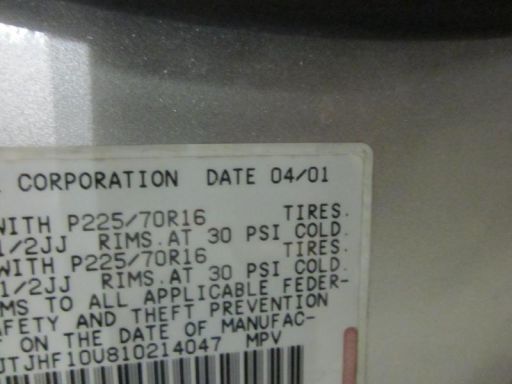 CORPORATION DATE 04/01
WITH P225/70R16 TIRES.
1/2JJ RIMS.AT 30 PSI COLD.
WITH P225/70R16 TIRES.
1/2JJ RIMS.AT 30 PSI COLD.
MS TO ALL APPLICABLE FEDER-
AFETY AND THEFT PREVENTION
ON THE DATE OF MANUFAC-
JTJHF10U810214047 MPV